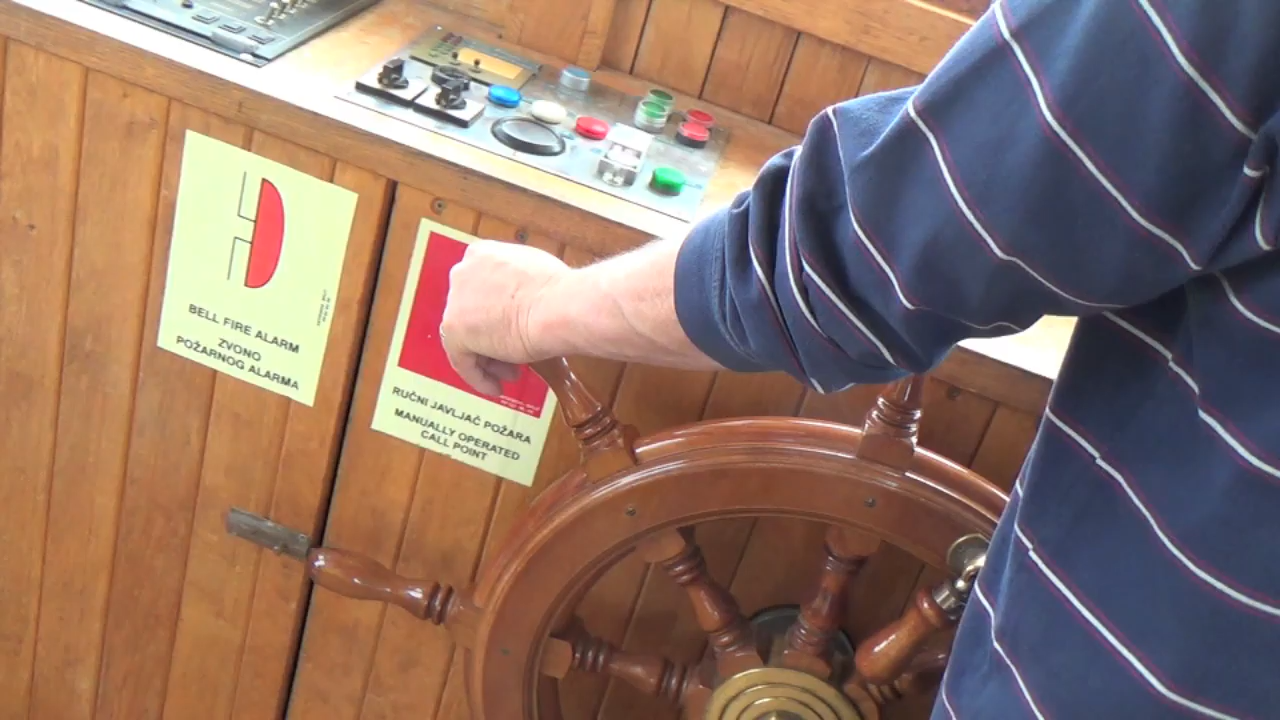 BELL FIRE ALARM
ZVONO
POŽARNOG ALARMA
RUČNI JAVLJAČ POŽARA
MANUALLY OPERATED
CALL POINT